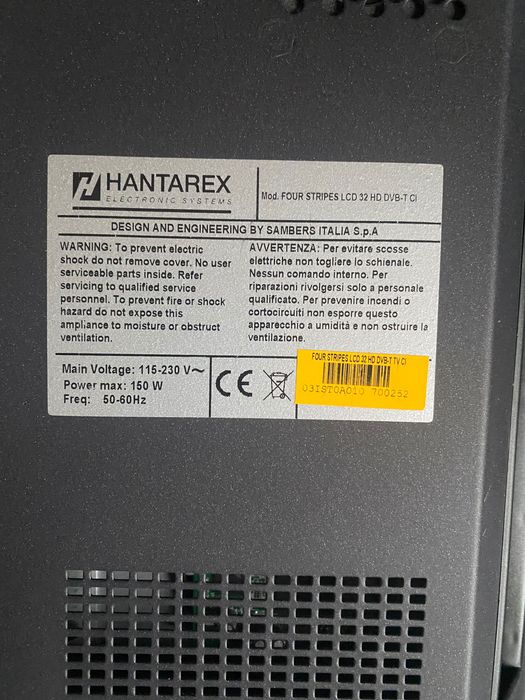 HANTAREX
ELECTRONIC SYSTEMS
Mod. FOUR STRIPES LCD 32 HD DVB-T CI
DESIGN AND ENGINEERING BY SAMBERS ITALIA S.p.A
WARNING: To prevent electric
shock do not remove cover. No user
serviceable parts inside. Refer
servicing to qualified service
personnel. To prevent fire or shock
hazard do not expose this
ampliance to moisture or obstruct
ventilation.
AVVERTENZA: Per evitare scosse
elettriche non togliere lo schienale.
Nessun comando interno. Per
riparazioni rivolgersi solo a personale
qualificato. Per prevenire incendi o
cortocircuiti non esporre questo
apparecchio a umidità e non ostruire la
ventilazione.
Main Voltage: 115-230 V~
Power max: 150 W
Freq: 50-60Hz
CE
FOUR STRIPES LCD 32 HD DVB-T TV CI
03IST0A010 700252